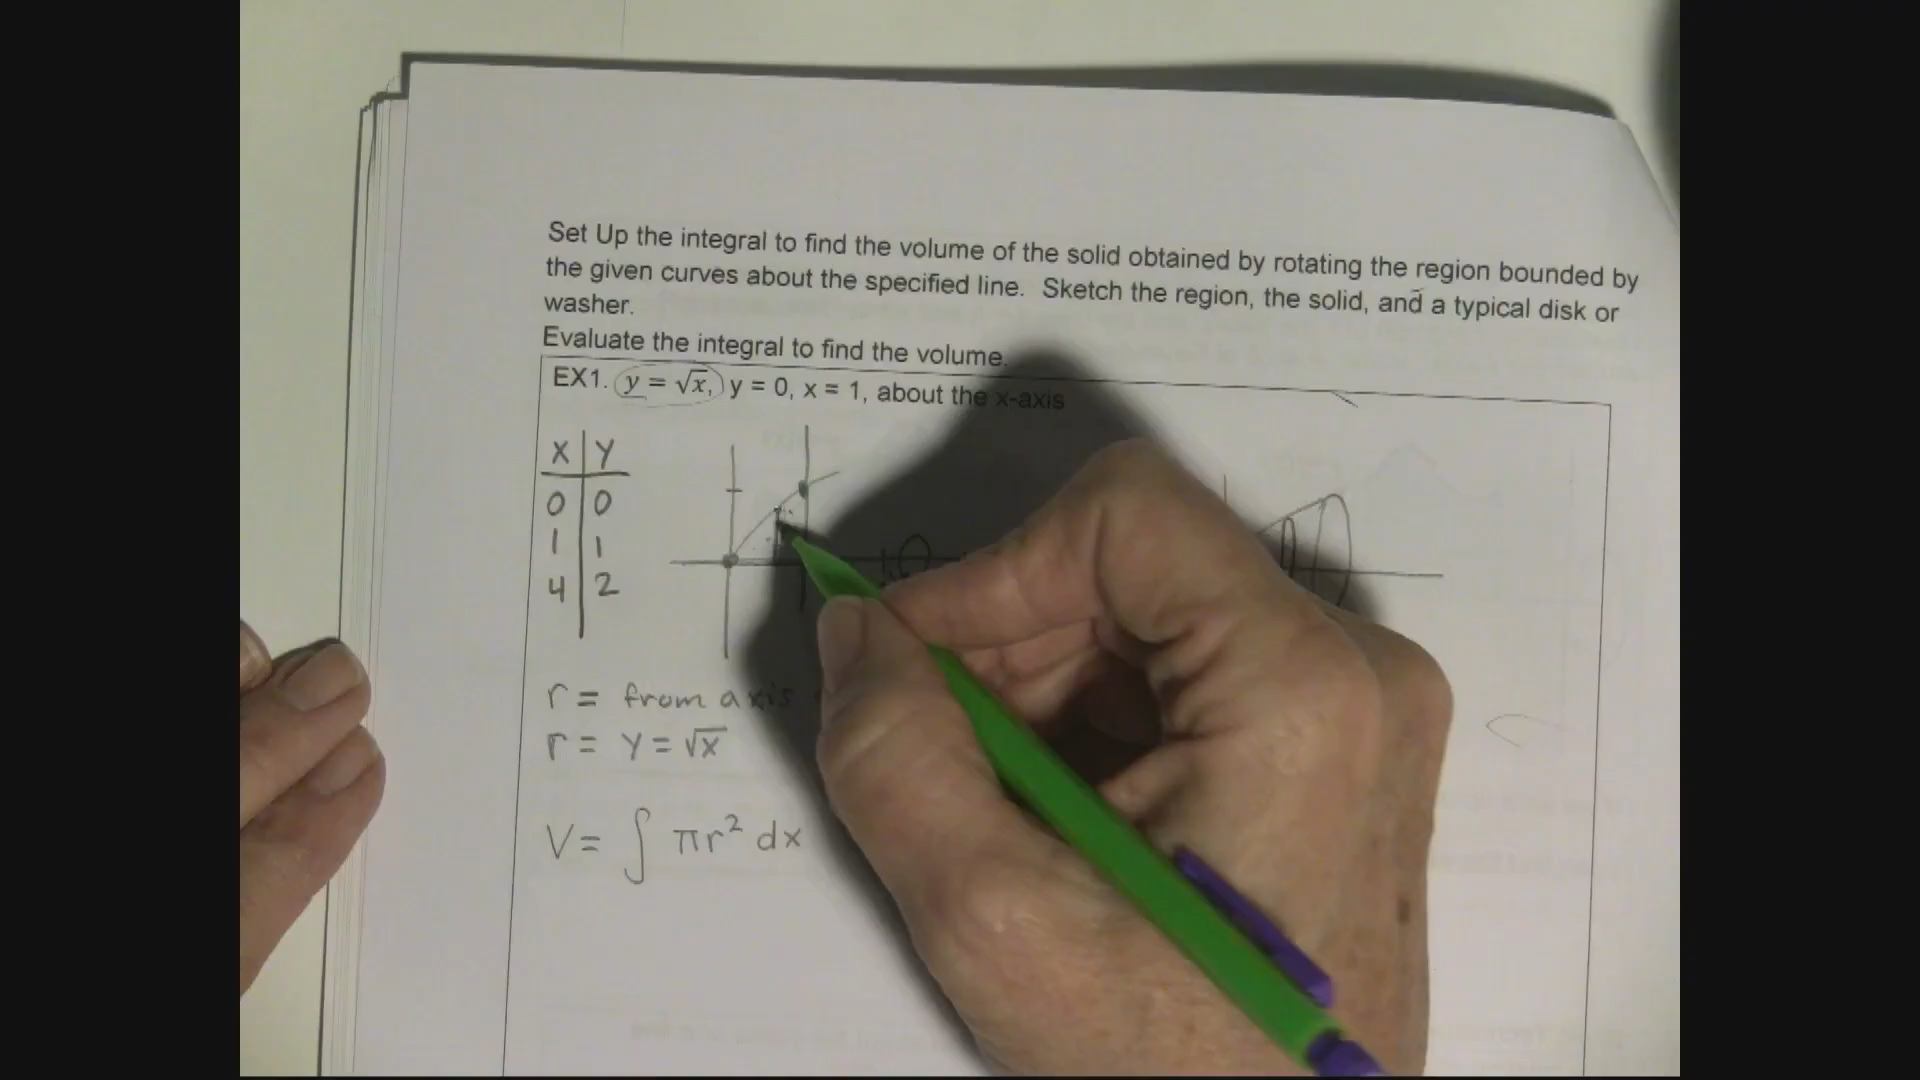 Set Up the integral to find the volume of the solid obtained by rotating the region bounded by
the given curves about the specified line. Sketch the region, the solid, and a typical disk or
washer.
Evaluate the integral to find the volume.
EX1. y = √x, y = 0, x = 1, about the x-axis
X Y
0 0
1 1
4 2
r = from axis
r = y = √x
V = ∫ πr² dx